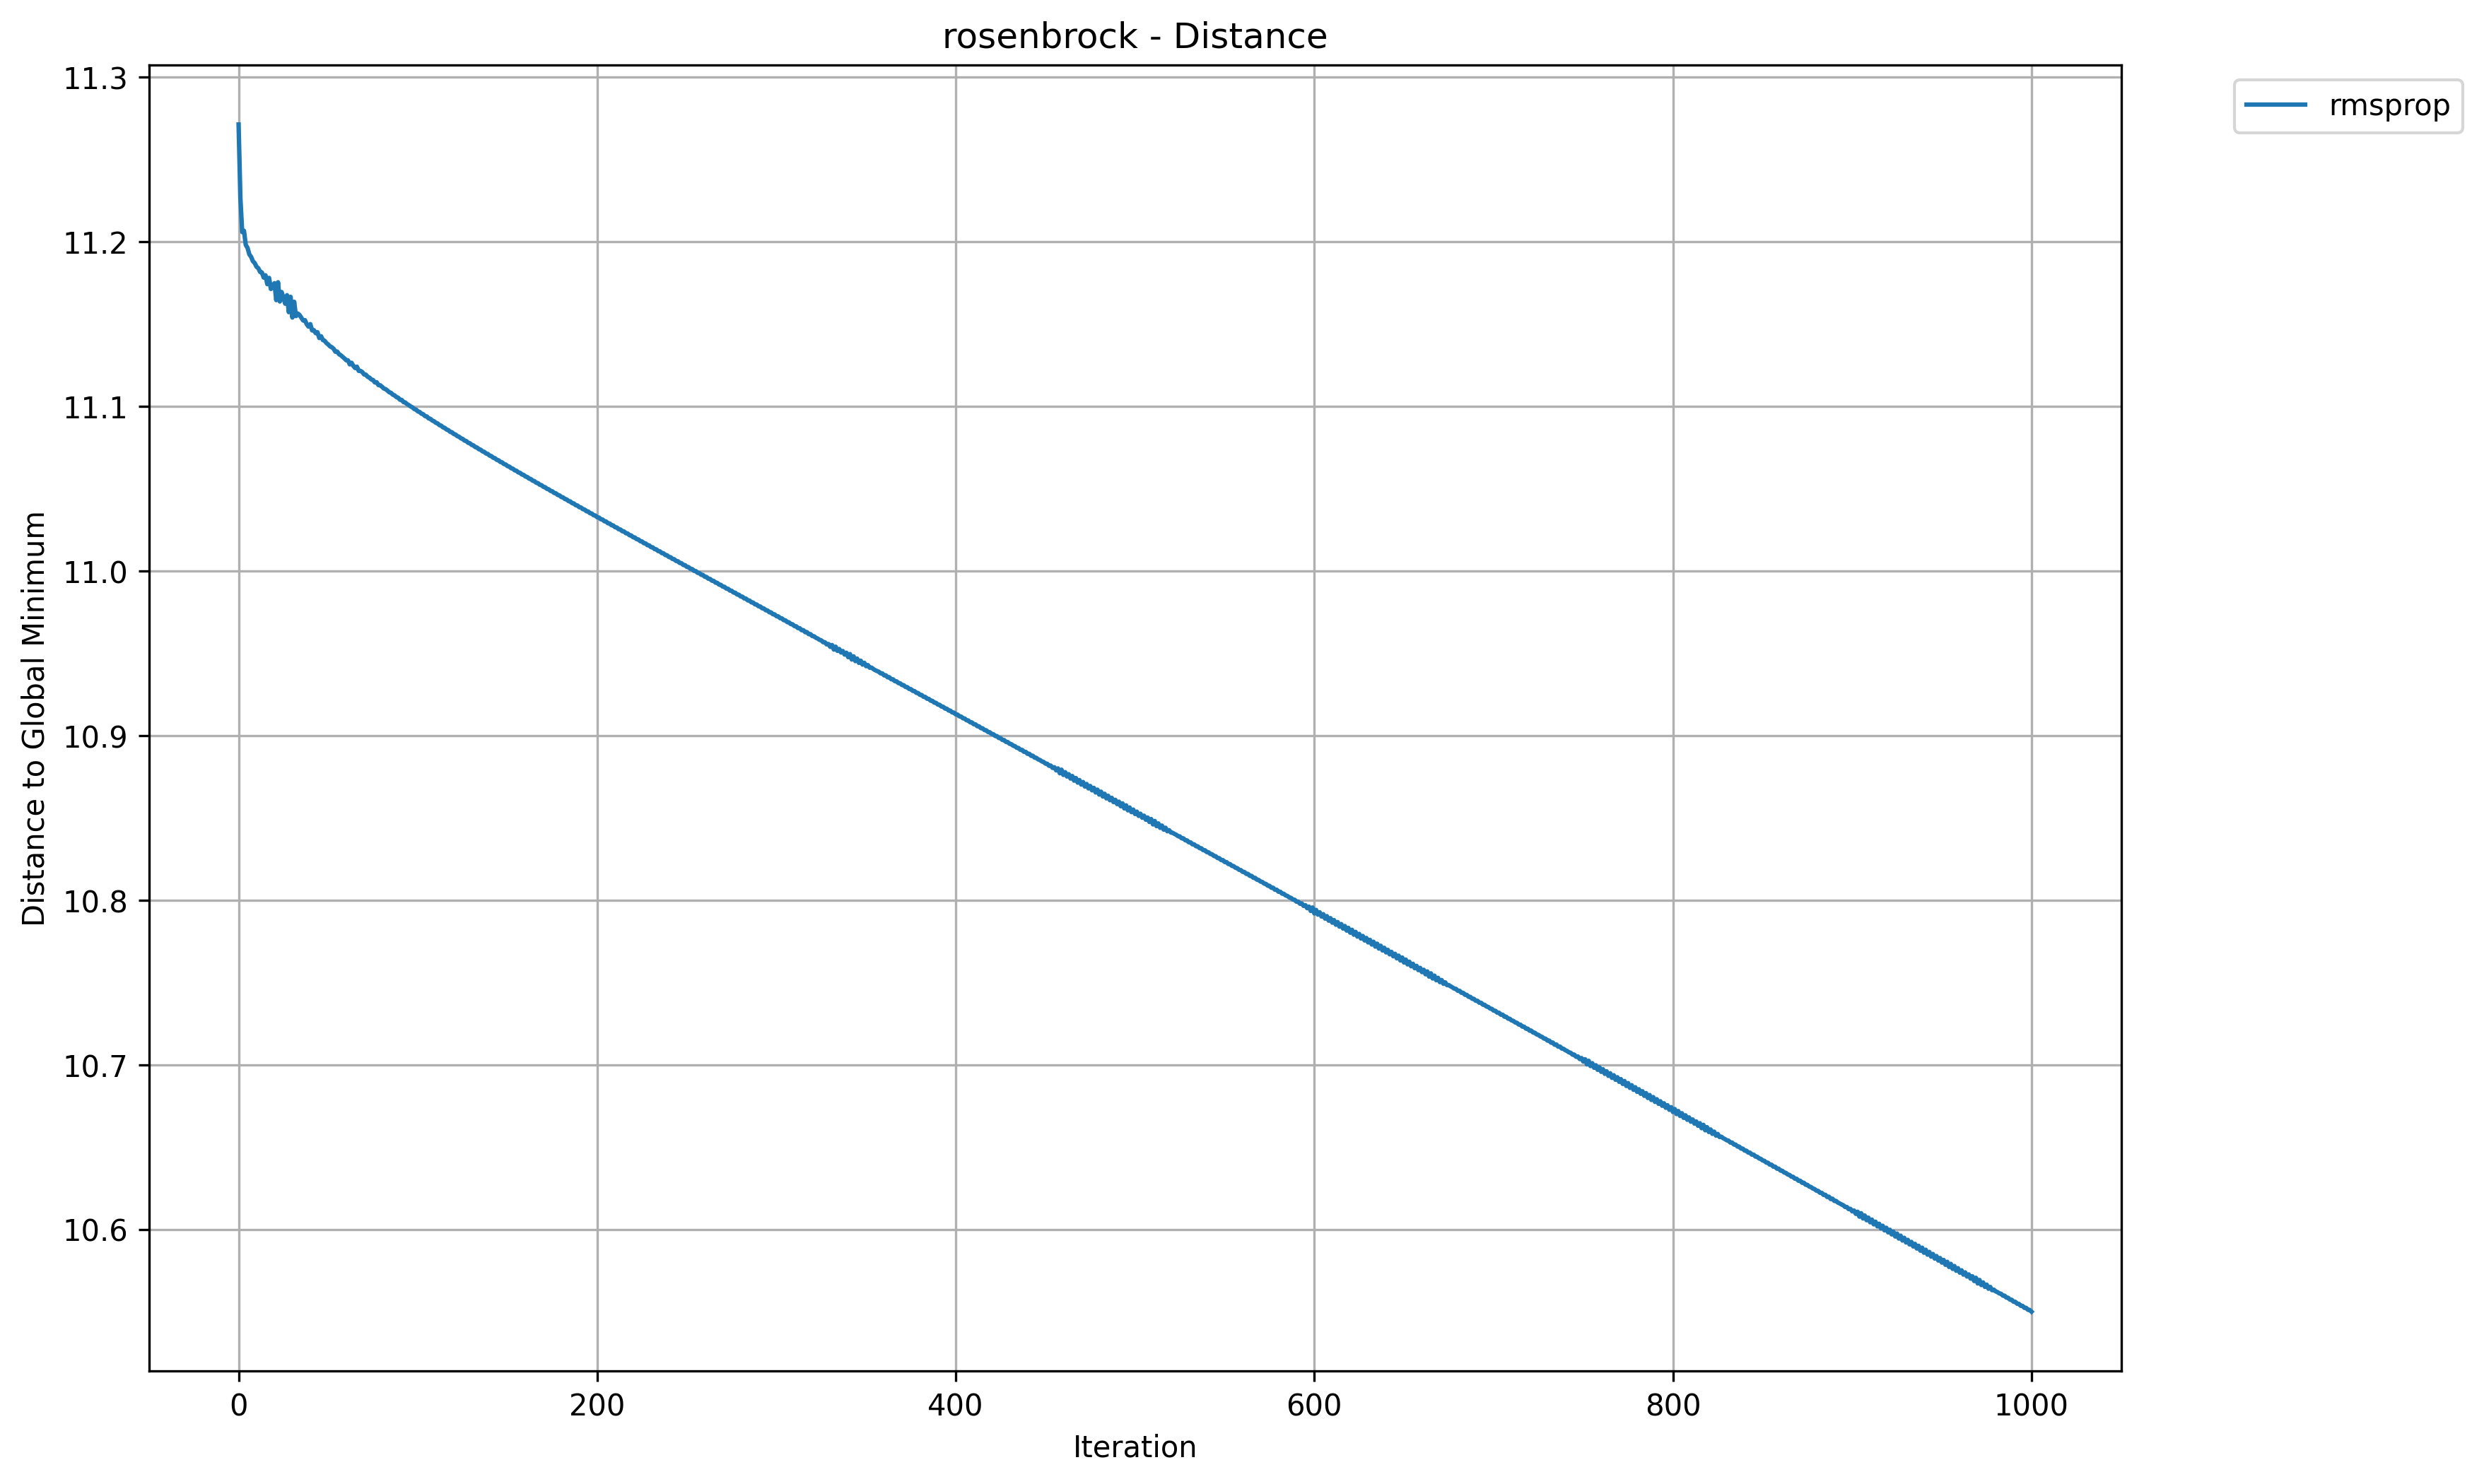 rosenbrock - Distance
rmsprop
Distance to Global Minimum
11.3
11.2
11.1
11.0
10.9
10.8
10.7
10.6
0 200 400 600 800 1000
Iteration